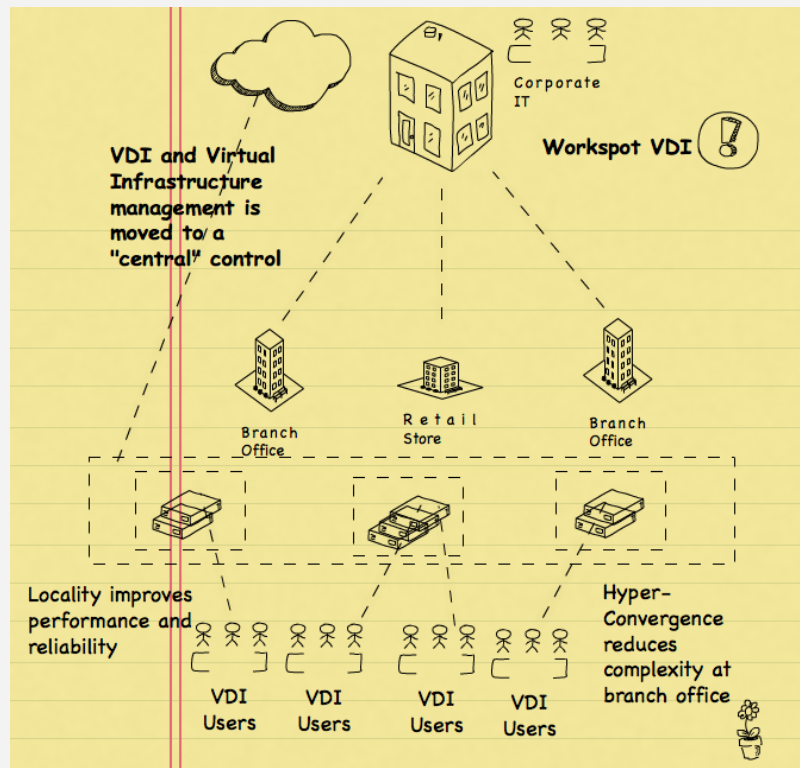 Corporate
IT
Workspot VDI
VDI and Virtual
Infrastructure
management is
moved to a
"central" control
Branch
Office
Retail
Store
Branch
Office
Locality improves
performance and
reliability
Hyper-
Convergence
reduces
complexity at
branch office
VDI
Users
VDI
Users
VDI
Users
VDI
Users